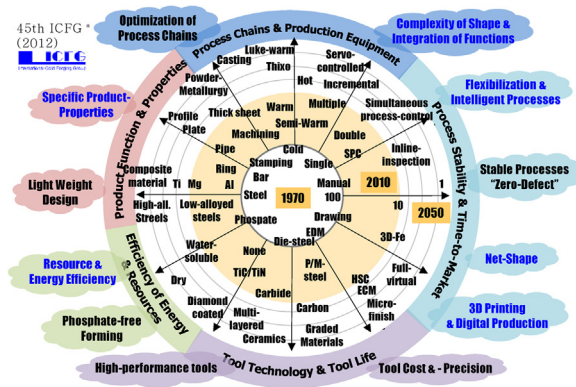 45th ICFG®
(2012)
ICFG
International Cold Forging Group
Optimization of
Process Chains
Process Chains & Production Equipment
Complexity of Shape &
Integration of Functions
Specific Product-
Properties
Product Function & Properties
Flexibilization &
Intelligent Processes
Process Stability & Time-to-Market
Light Weight
Design
Stable Processes
"Zero-Defect"
Resource &
Energy Efficiency
Efficiency of Energy
& Resources
Net-Shape
Phosphate-free
Forming
3D Printing
& Digital Production
High-performance tools
Tool Technology & Tool Life
Tool Cost & - Precision
Luke-warm
Casting
Thixo
Servo-
controlled
Powder-
Metallurgy
Hot
Incremental
Profile
Plate
Thick sheet
Warm
Multiple
Simultaneous
process-control
Semi-Warm
Machining
Double
Pipe
Cold
Stamping
Single
SPC
Inline-
inspection
Ring
Bar
Composite
material
Ti
Mg
Al
Steel
1970
Manual
2010
100
10
1
2050
High-all.
Streels
Low-alloyed
steels
Phospate
Drawing
EDM
Die-steel
3D-Fe
Water-
soluble
None
Full-
virtual
Dry
TiC/TiN
P/M-
steel
HSC
ECM
Diamond
coated
Carbide
Carbon
Micro-
finish
Multi-
layered
Ceramics
Graded
Materials